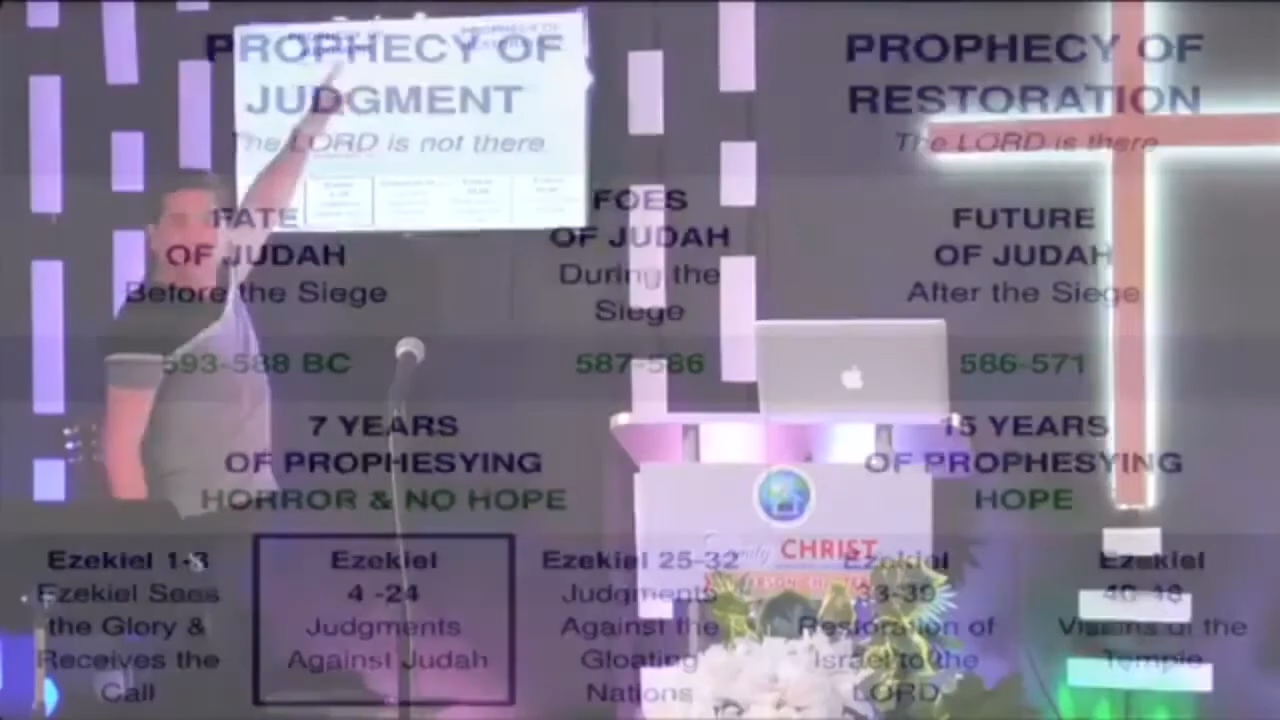 PROPHECY OF
JUDGMENT
The LORD is not there
PROPHECY OF
RESTORATION
The LORD is there
FATE
OF JUDAH
Before the Siege
FOES
OF JUDAH
During the
Siege
FUTURE
OF JUDAH
After the Siege
593-588 BC
587-586
586-571
7 YEARS
OF PROPHESYING
HORROR & NO HOPE
15 YEARS
OF PROPHESYING
HOPE
Ezekiel 1-3
Ezekiel Sees
the Glory &
Receives the
Call
Ezekiel
4 -24
Judgments
Against Judah
Ezekiel 25-32
Judgments
Against the
Gloating
Nations
Ezekiel
33-39
Restoration of
Israel to the
LORD
Ezekiel
Visions of the
Temple
CHRIST